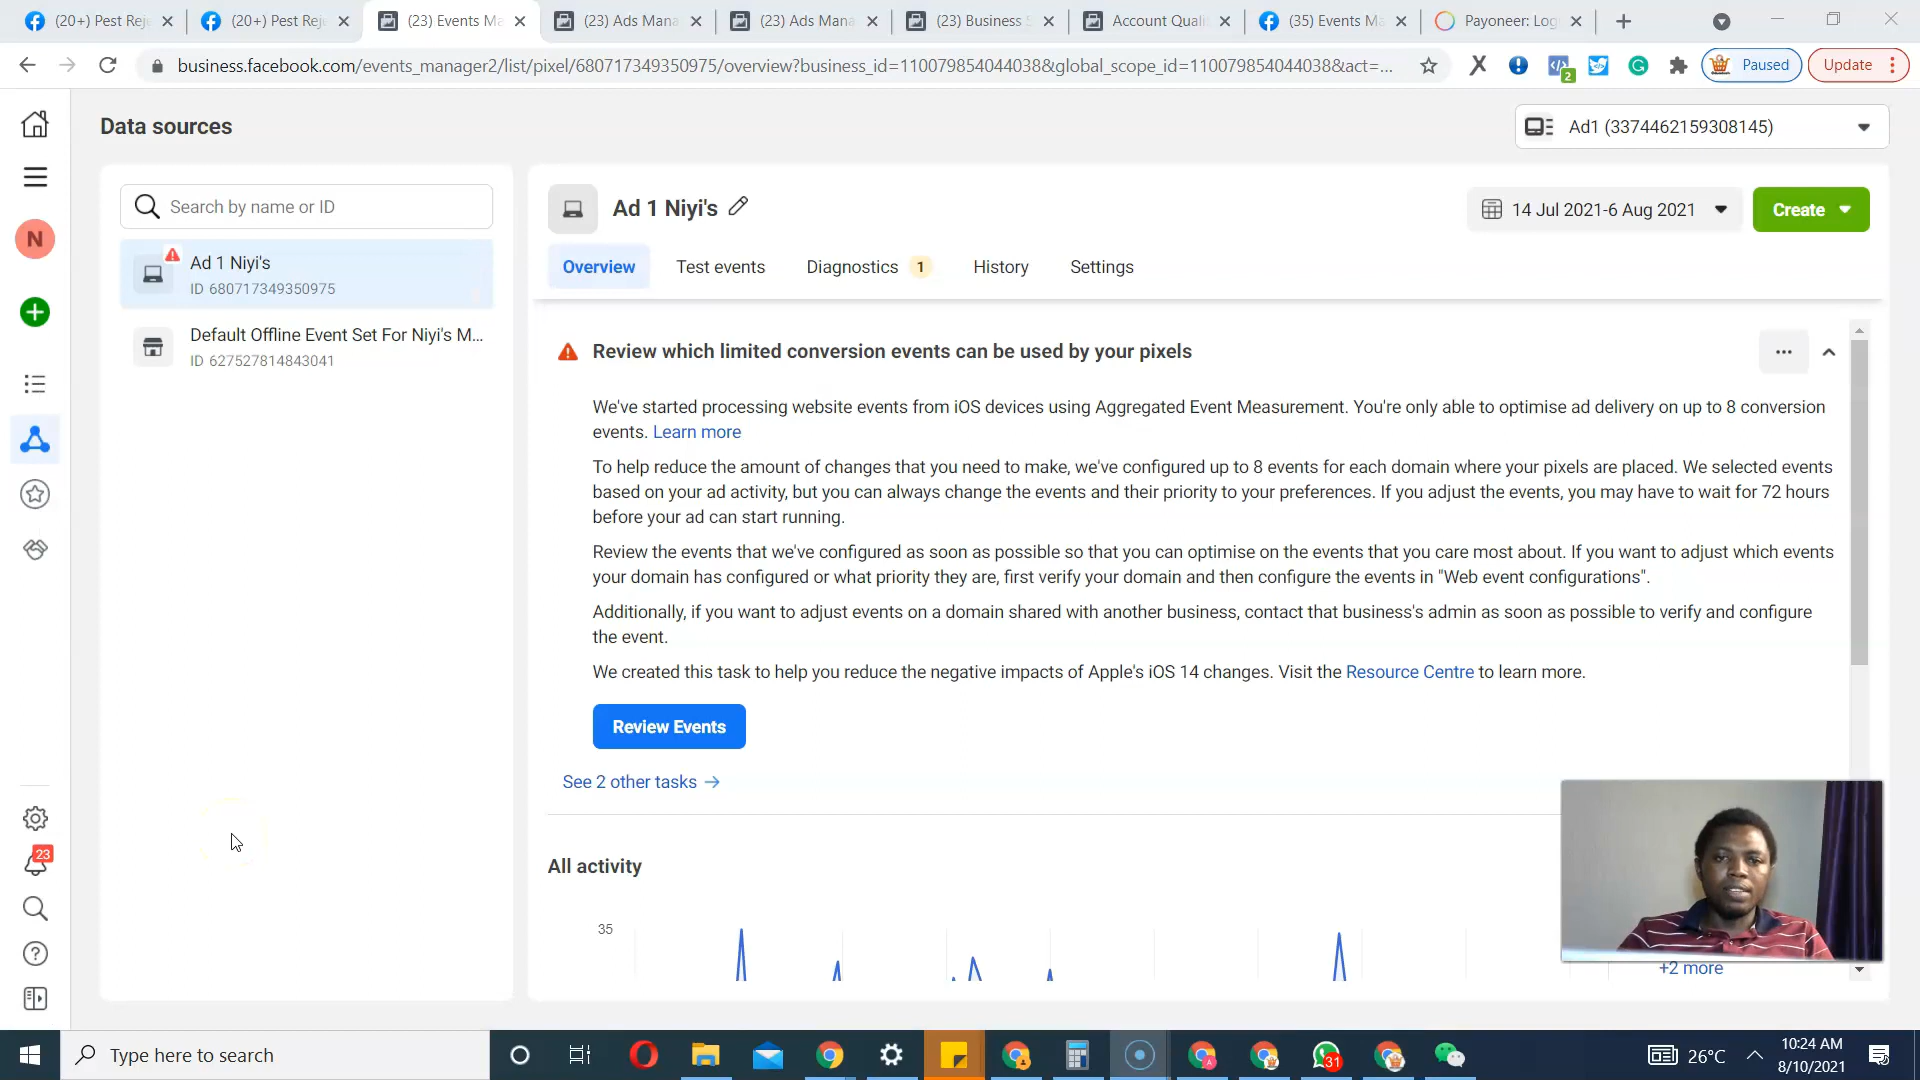 (20+) Pest Reje
(20+) Pest Reje
(23) Events Ma
(23) Ads Mana
(23) Ads Mana
(23) Business S
Account Quali
(35) Events Ma
Payoneer: Log
business.facebook.com/events_manager2/list/pixel/680717349350975/overview?business_id=110079854044038&global_scope_id=110079854044038&act=...
2
Paused
Update
Data sources
Ad1 (3374462159308145)
Search by name or ID
N
Ad 1 Niyi's
ID 680717349350975
Default Offline Event Set For Niyi's M...
ID 627527814843041
Ad 1 Niyi's
14 Jul 2021-6 Aug 2021
Create
Overview
Test events
Diagnostics 1
History
Settings
Review which limited conversion events can be used by your pixels
We've started processing website events from iOS devices using Aggregated Event Measurement. You're only able to optimise ad delivery on up to 8 conversion
events. Learn more
To help reduce the amount of changes that you need to make, we've configured up to 8 events for each domain where your pixels are placed. We selected events
based on your ad activity, but you can always change the events and their priority to your preferences. If you adjust the events, you may have to wait for 72 hours
before your ad can start running.
Review the events that we've configured as soon as possible so that you can optimise on the events that you care most about. If you want to adjust which events
your domain has configured or what priority they are, first verify your domain and then configure the events in "Web event configurations".
Additionally, if you want to adjust events on a domain shared with another business, contact that business's admin as soon as possible to verify and configure
the event.
We created this task to help you reduce the negative impacts of Apple's iOS 14 changes. Visit the Resource Centre to learn more.
Review Events
See 2 other tasks →
23
All activity
35
+2 more
Type here to search
31
26°C
10:24 AM
8/10/2021